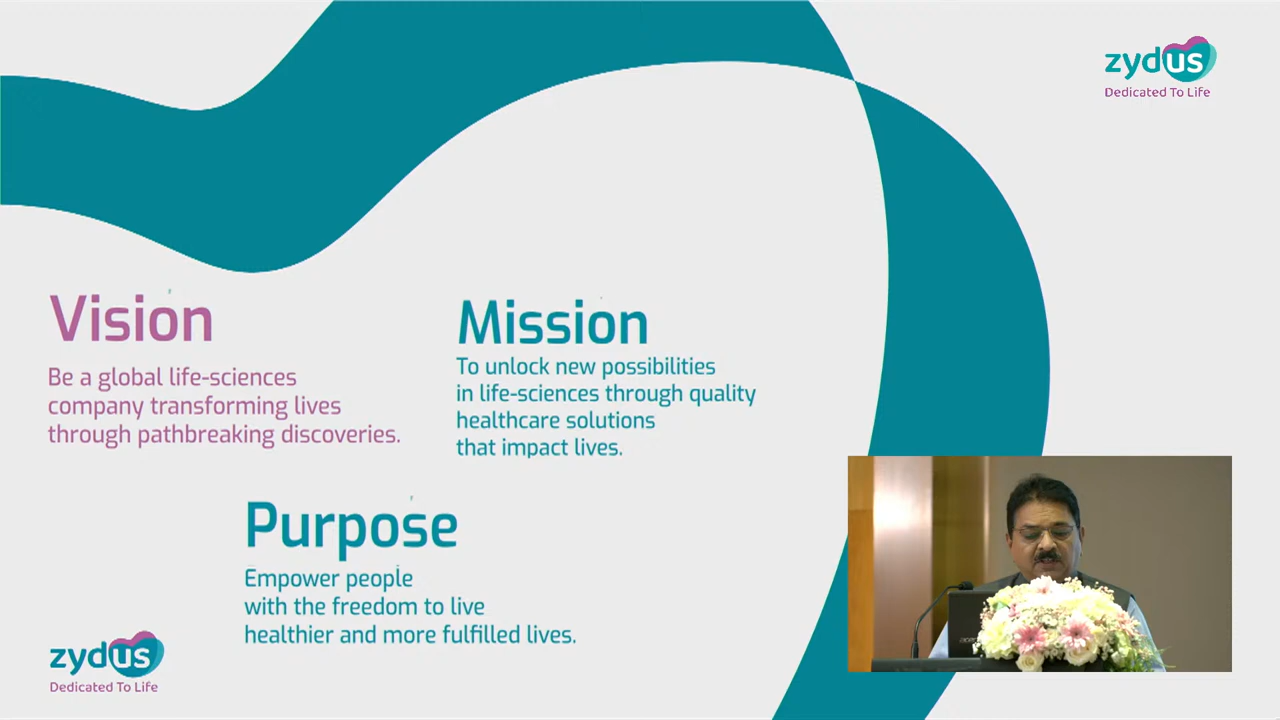 zydus
Dedicated To Life
Vision
Be a global life-sciences
company transforming lives
through pathbreaking discoveries.
Mission
To unlock new possibilities
in life-sciences through quality
healthcare solutions
that impact lives.
Purpose
Empower people
with the freedom to live
healthier and more fulfilled lives.
zydus
Dedicated To Life